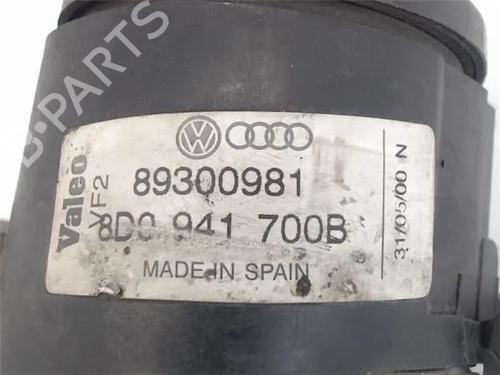 B-PARTS
Valeo
VF2
89300981
8D0 941 700B
MADE IN SPAIN
31/05/00 N